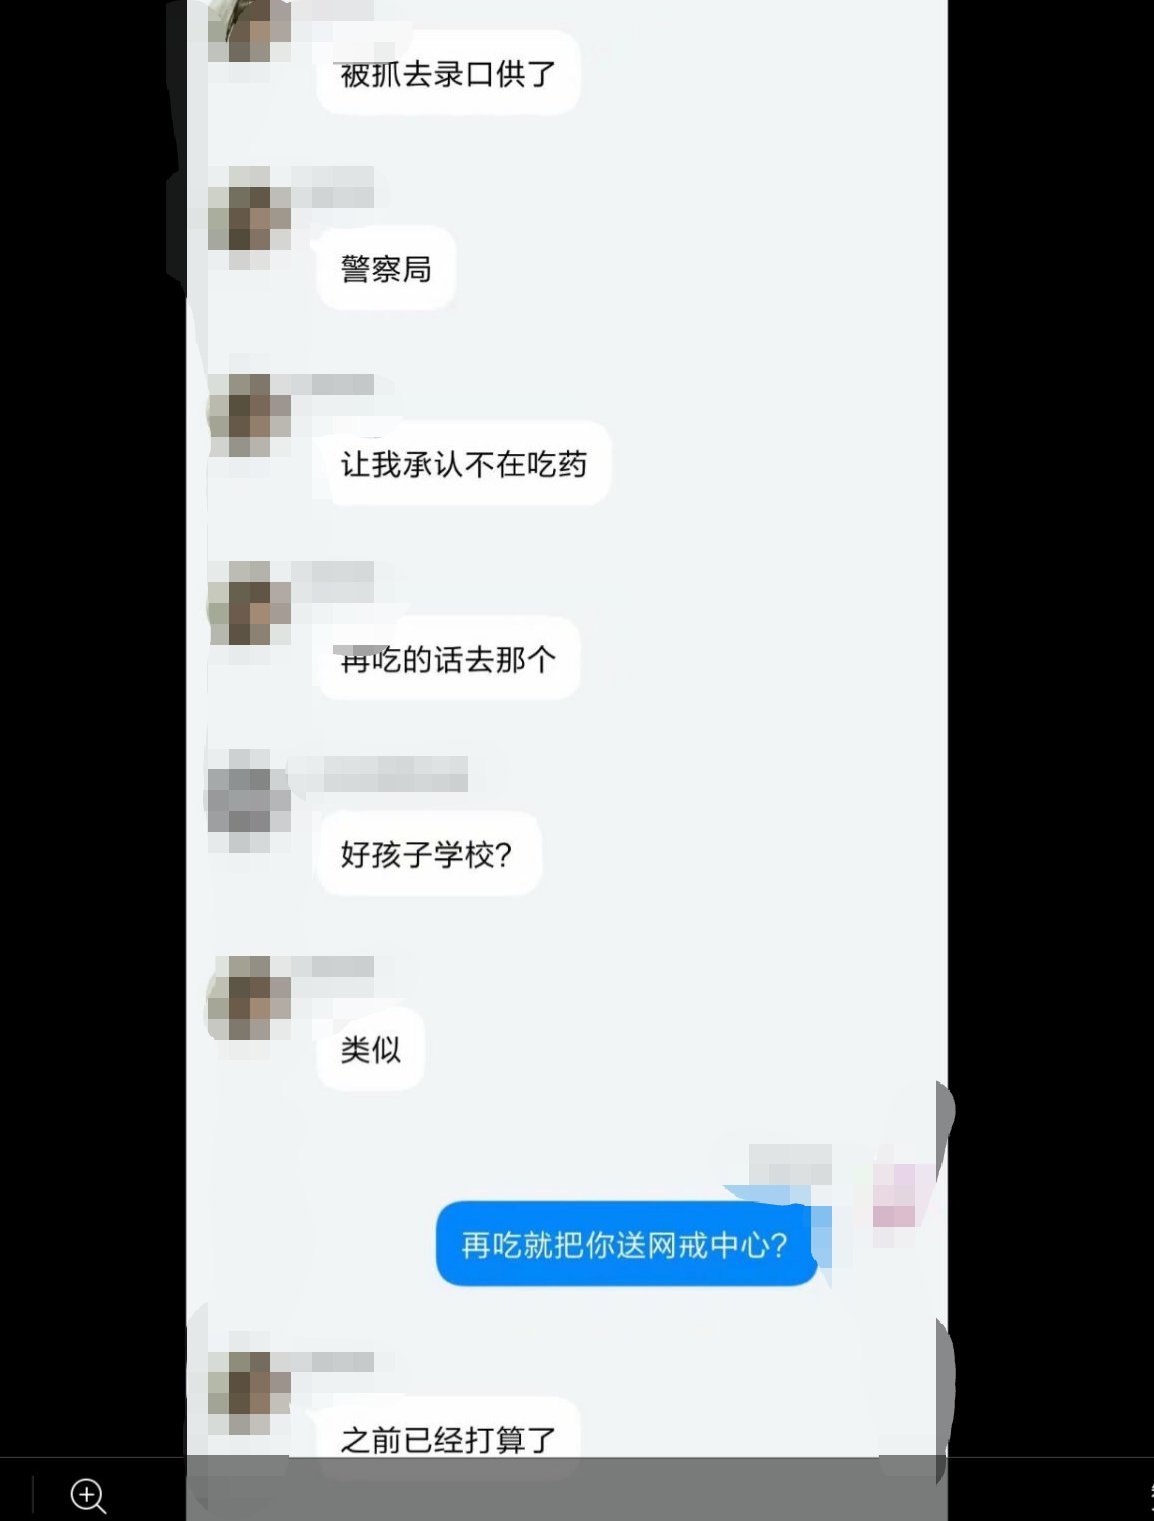 被抓去录口供了
警察局
让我承认不在吃药
再吃的话去那个
好孩子学校?
类似
再吃就把你送网戒中心?
之前已经打算了